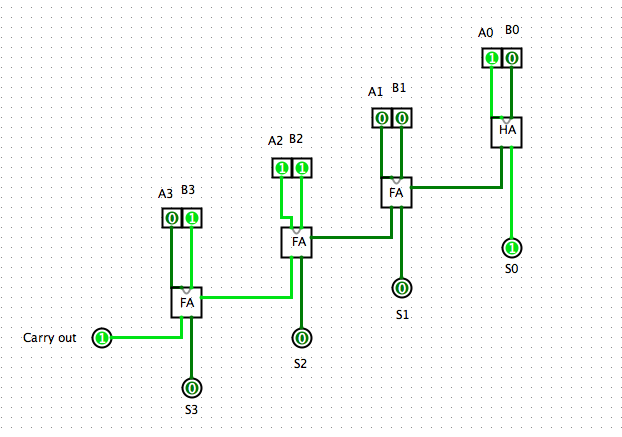 A0 B0
1 0
HA
A1 B1
0 0
FA
S0
1
A2 B2
1 1
FA
S1
0
A3 B3
0 1
FA
S2
0
Carry out 1
S3
0